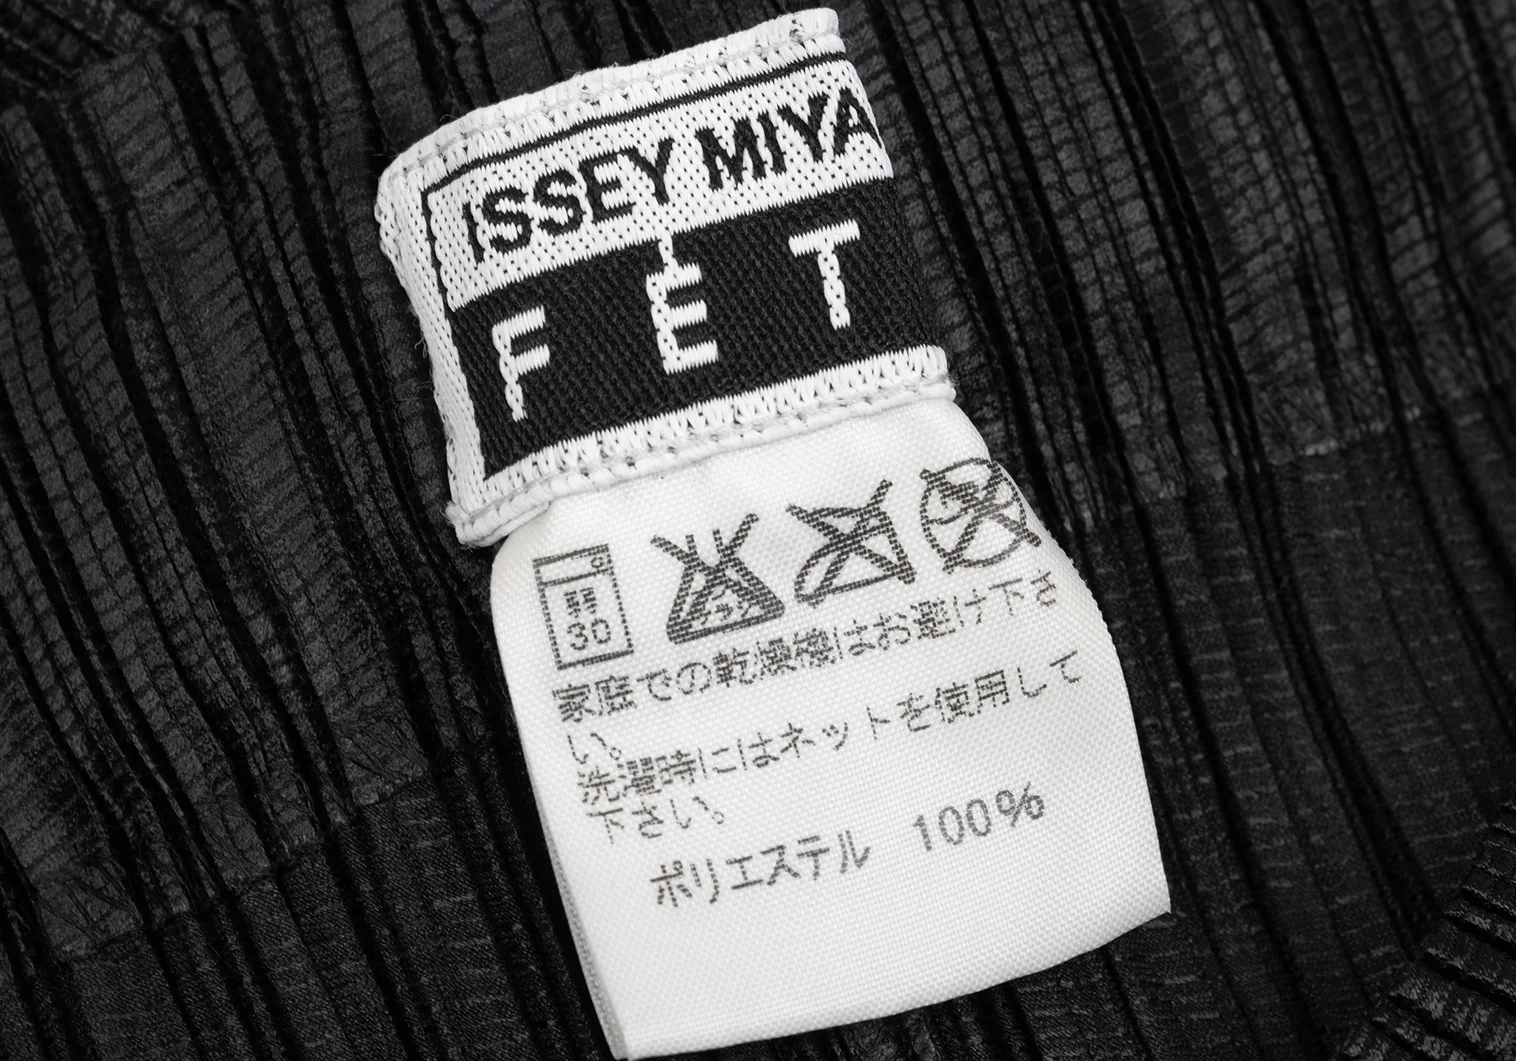 ISSEY MIYA
F E T
弱
30
家庭での乾燥機はお避け下さ
い。
洗濯時にはネットを使用して
下さい。
ポリエステル 100%